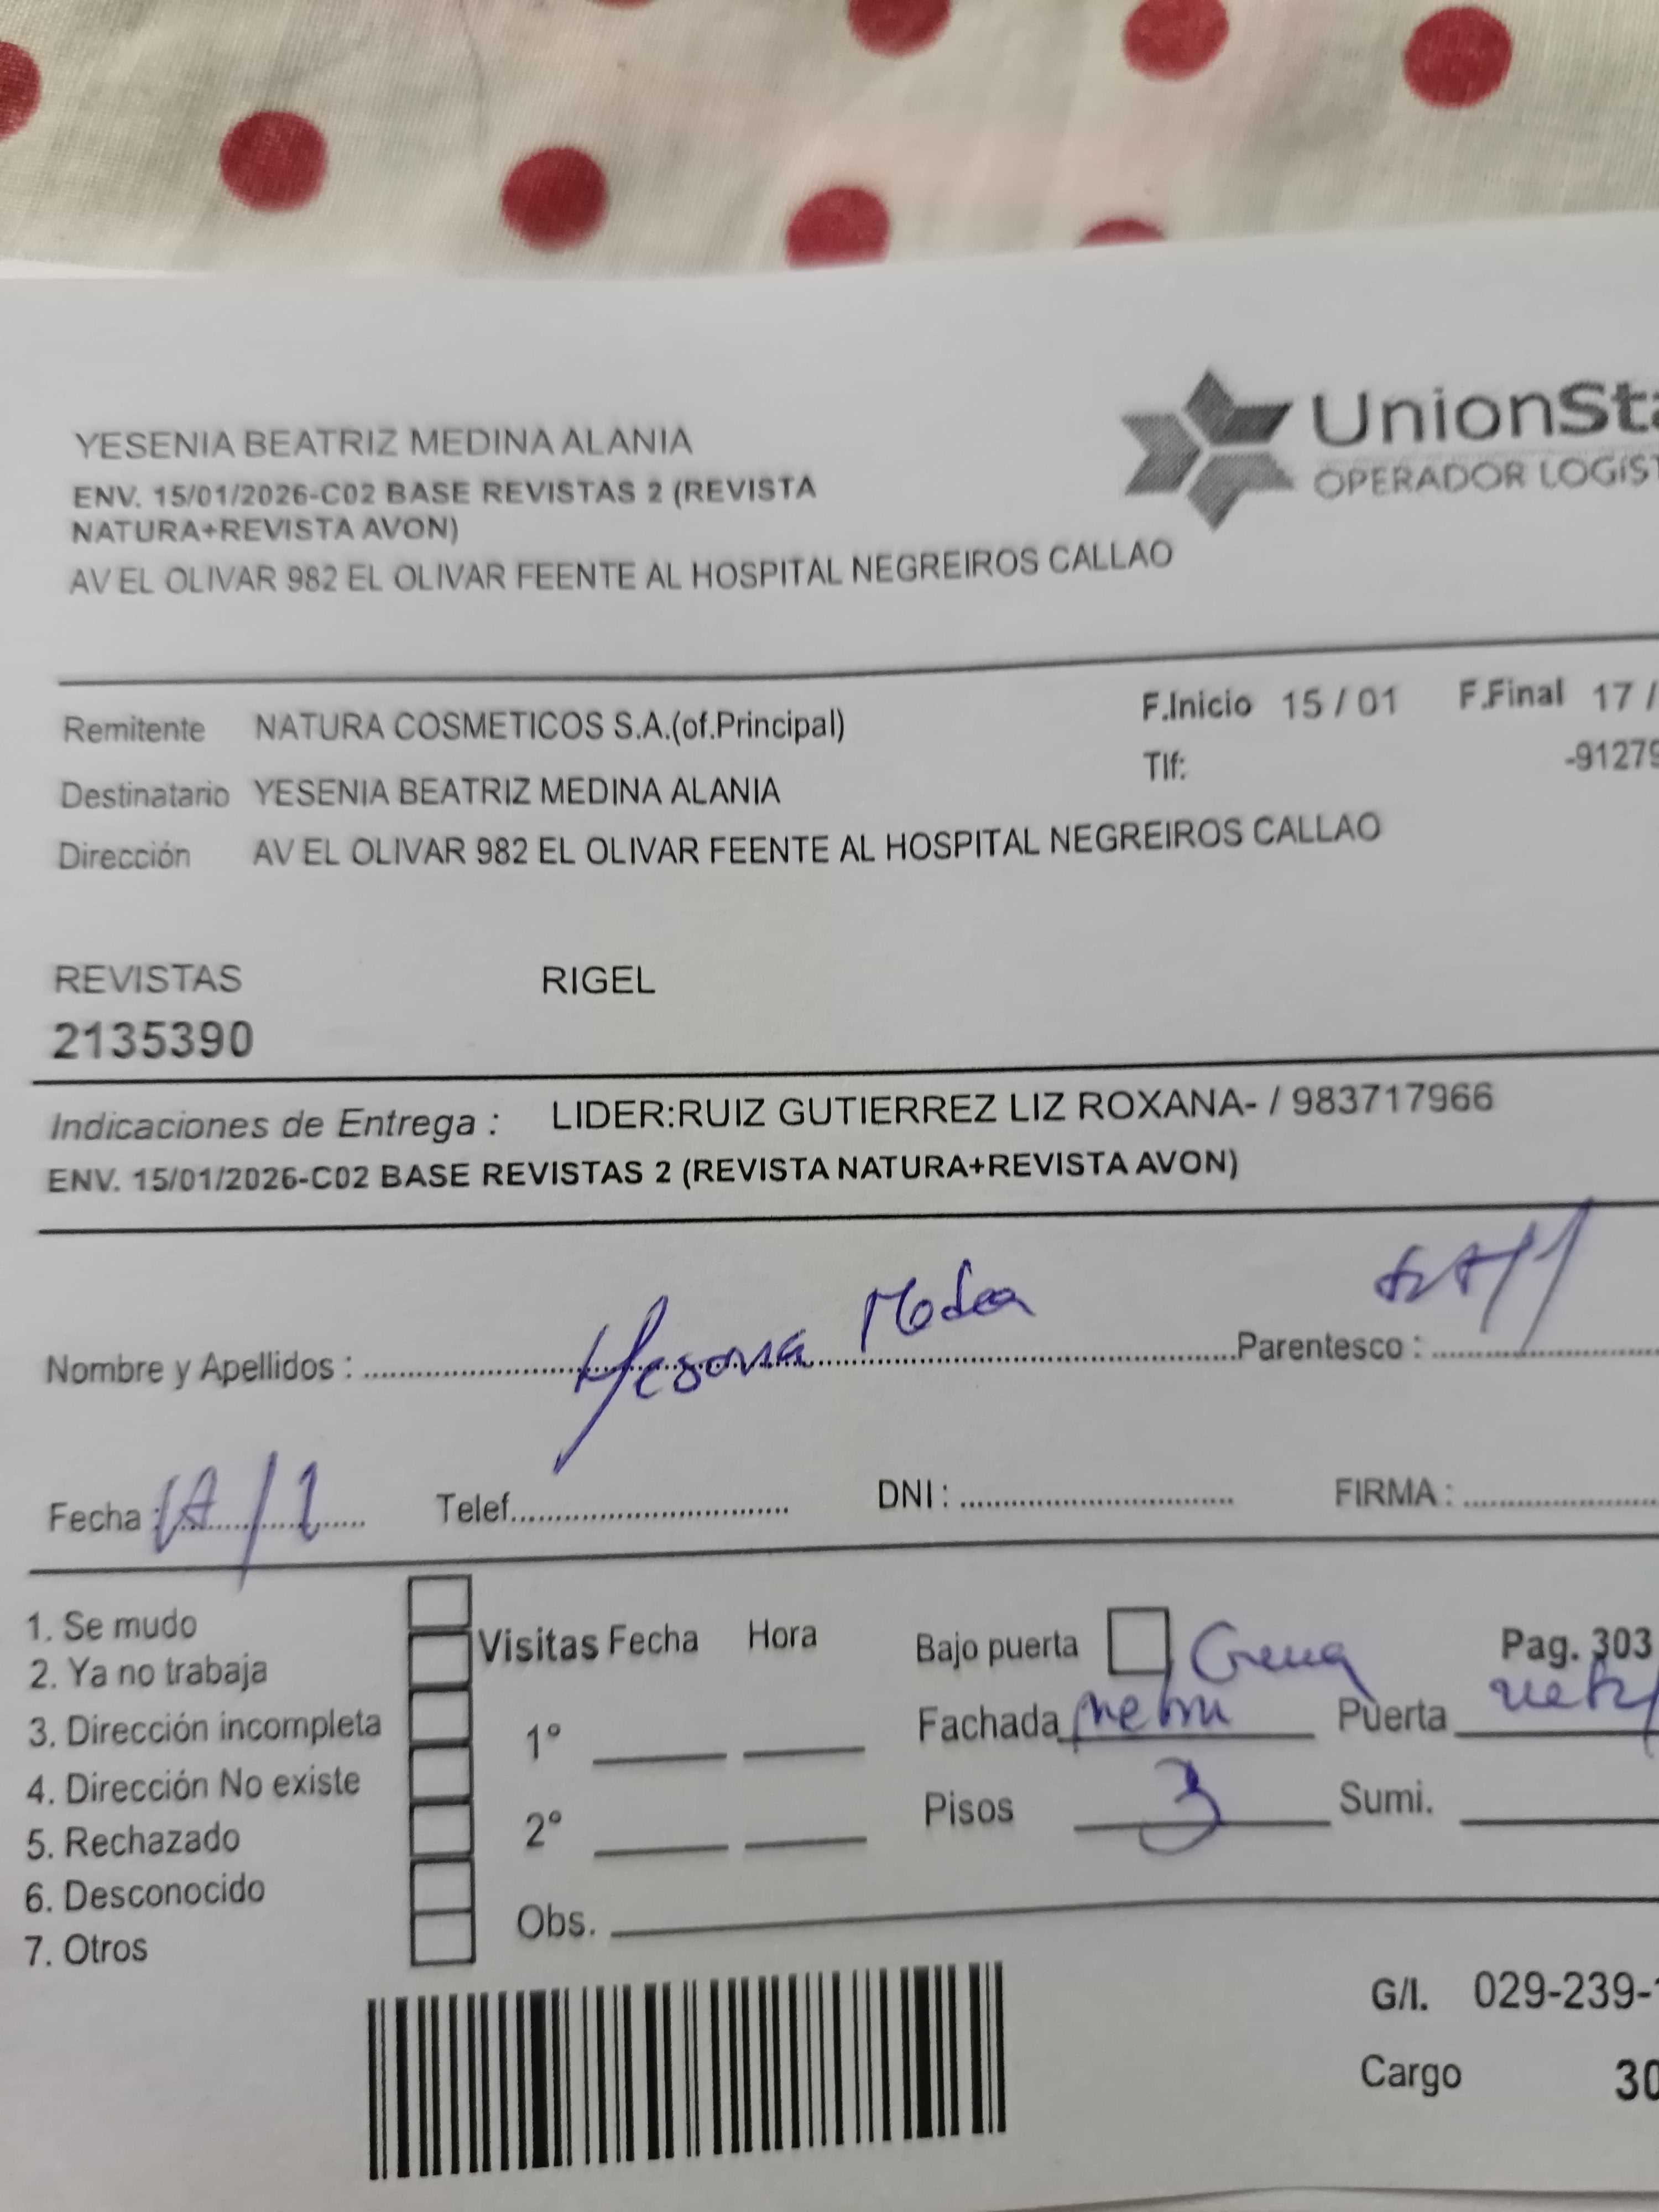 YESENIA BEATRIZ MEDINA ALANIA
ENV. 15/01/2026-C02 BASE REVISTAS 2 (REVISTA
NATURA+REVISTA AVON)
AV EL OLIVAR 982 EL OLIVAR FEENTE AL HOSPITAL NEGREIROS CALLAO
UnionSta
OPERADOR LOGÍST
Remitente NATURA COSMETICOS S.A.(of.Principal) F.Inicio 15 / 01 F.Final 17 /
Tlf: -91279
Destinatario YESENIA BEATRIZ MEDINA ALANIA
Dirección AV EL OLIVAR 982 EL OLIVAR FEENTE AL HOSPITAL NEGREIROS CALLAO
REVISTAS RIGEL
2135390
Indicaciones de Entrega : LIDER:RUIZ GUTIERREZ LIZ ROXANA- / 983717966
ENV. 15/01/2026-C02 BASE REVISTAS 2 (REVISTA NATURA+REVISTA AVON)
Nombre y Apellidos : Parentesco :
Fecha : Telef. DNI : FIRMA :
1. Se mudo
2. Ya no trabaja
3. Dirección incompleta
4. Dirección No existe
5. Rechazado
6. Desconocido
7. Otros
Visitas Fecha Hora
1°
2°
Obs.
Bajo puerta Pag. 303
Fachada Puerta
Pisos 3 Sumi.
G/I. 029-239-
Cargo 30